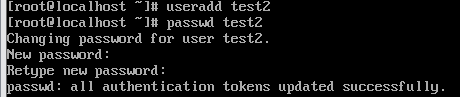 [root@localhost ~]# useradd test2
[root@localhost ~]# passwd test2
Changing password for user test2.
New password:
Retype new password:
passwd: all authentication tokens updated successfully.